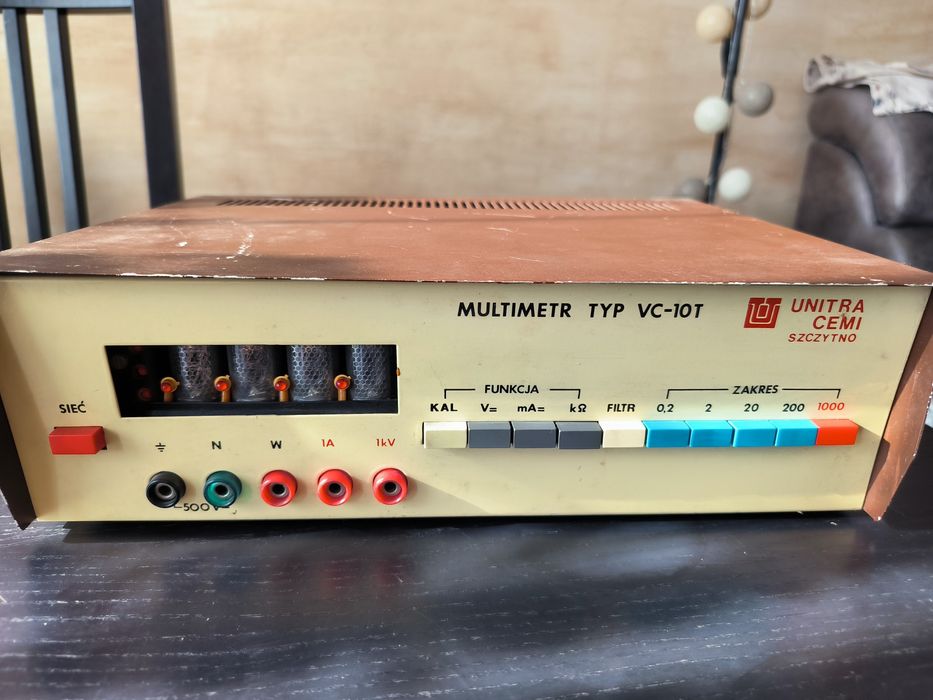 MULTIMETR TYP VC-10T
UNITRA
CEMI
SZCZYTNO
SIEĆ
N W 1A 1kV
-500V-
FUNKCJA
KAL V= mA= kΩ FILTR
ZAKRES
0,2 2 20 200 1000